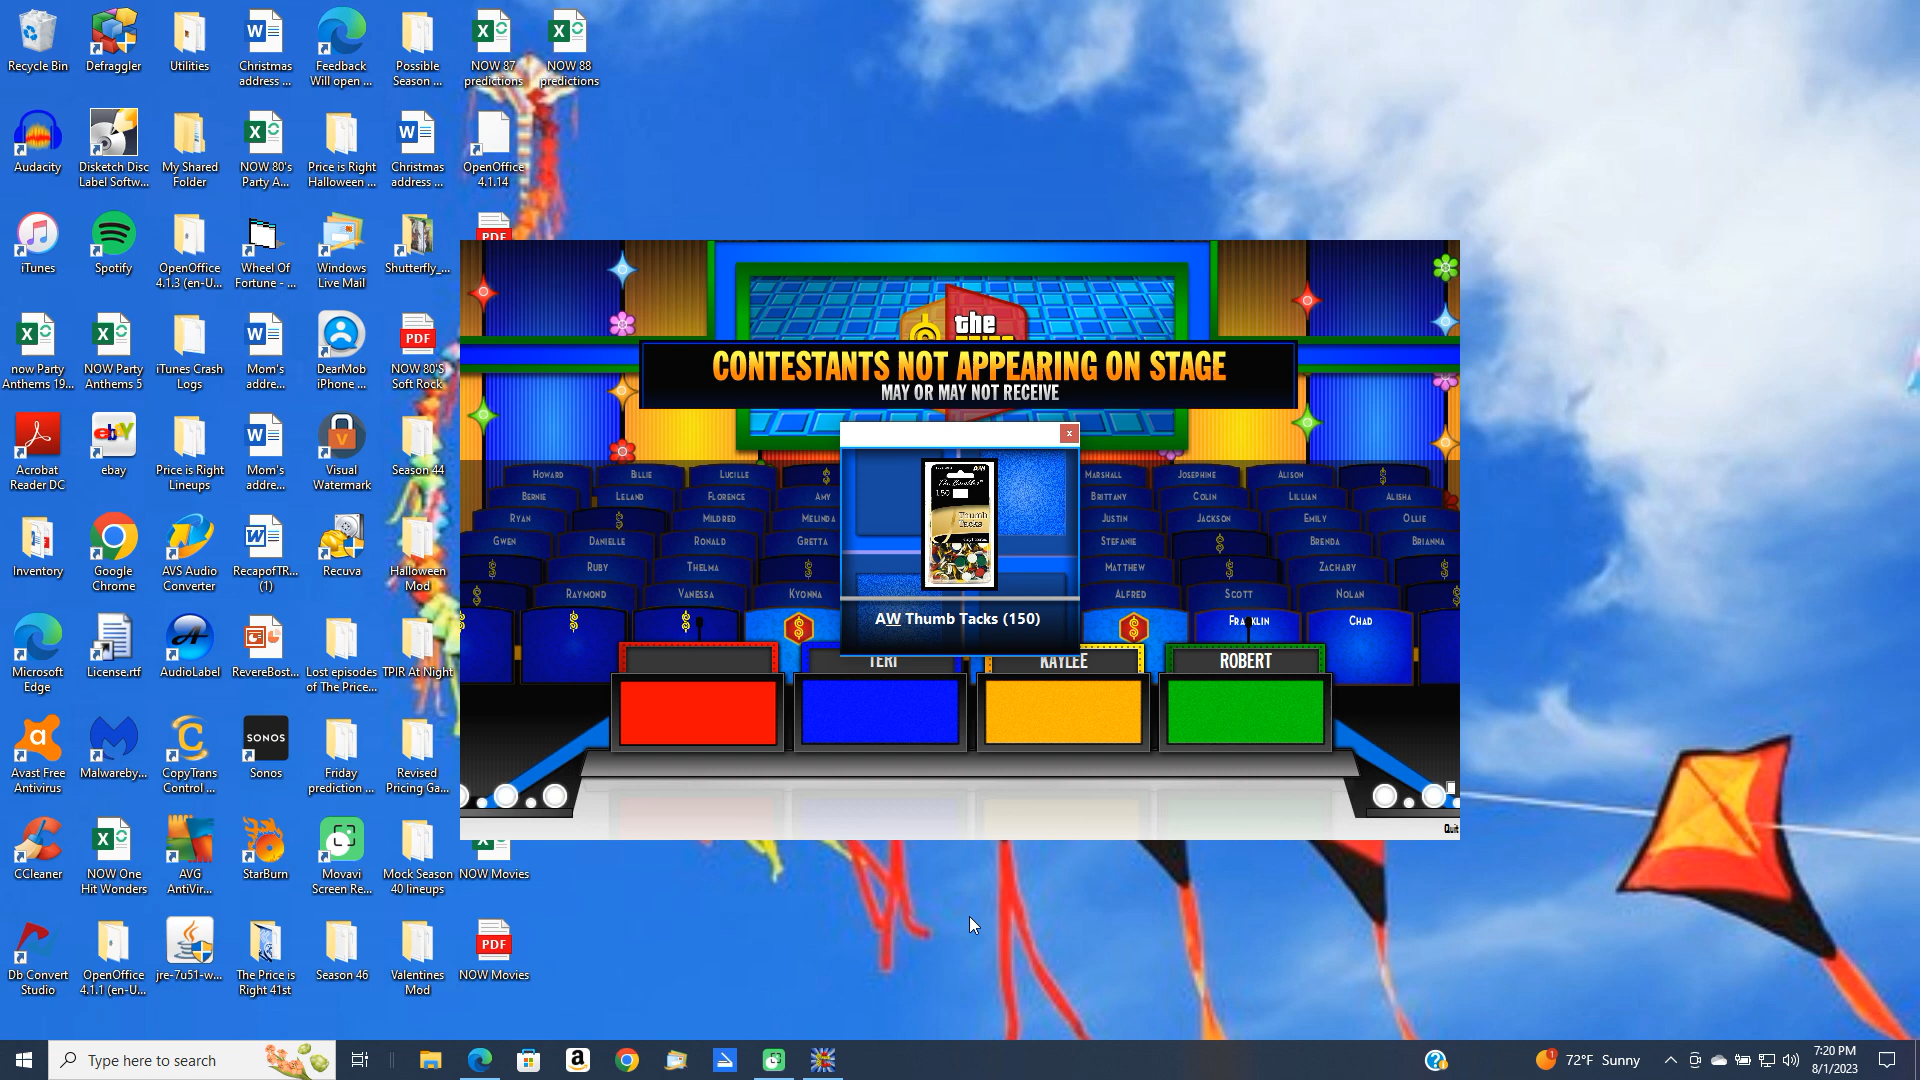 Recycle Bin
Defraggler
Utilities
Christmas
address ...
Feedback
Will open ...
Possible
Season ...
NOW 87
predictions
NOW 88
predictions
Audacity
Disketch Disc
Label Softw...
My Shared
Folder
NOW 80's
Party A...
Price is Right
Halloween ...
Christmas
address ...
OpenOffice
4.1.14
iTunes
Spotify
OpenOffice
4.1.3 (en-U...
Wheel Of
Fortune - ...
Windows
Live Mail
Shutterfly_...
PDF
now Party
Anthems 19...
NOW Party
Anthems 5
iTunes Crash
Logs
Mom's
addre...
DearMob
iPhone ...
PDF
NOW 80'S
Soft Rock
Acrobat
Reader DC
ebay
ebay
Price is Right
Lineups
Mom's
addre...
Visual
Watermark
Season 44
Inventory
Google
Chrome
AVS Audio
Converter
RecapofTR...
(1)
Recuva
Halloween
Mod
Microsoft
Edge
License.rtf
AudioLabel
RevereBost...
Lost episodes
of The Price...
TPIR At Night
Avast Free
Antivirus
Malwareby...
CopyTrans
Control ...
SONOS
Sonos
Friday
prediction ...
Revised
Pricing Ga...
CCleaner
NOW One
Hit Wonders
AVG
AntiVir...
StarBurn
Movavi
Screen Re...
Mock Season
40 lineups
NOW Movies
Db Convert
Studio
OpenOffice
4.1.1 (en-U...
jre-7u51-w...
The Price is
Right 41st
Season 46
Valentines
Mod
PDF
NOW Movies
the
CONTESTANTS NOT APPEARING ON STAGE
MAY OR MAY NOT RECEIVE
HOWARD BILLIE LUCILLE MARSHALL JOSEPHINE ALISON
BERNIE LELAND FLORENCE AMY BRITTANY COLIN LILLIAN ALISHA
RYAN MILDRED MELINDA JUSTIN JACKSON EMILY OLLIE
GWEN DANIELLE RONALD GRETTA STEFANIE BRENDA BRIANNA
RUBY THELMA MATTHEW ZACHARY
RAYMOND VANESSA KYONNA ALFRED SCOTT NOLAN
FRANKLIN CHAD
150
Thumb
Tacks
AW Thumb Tacks (150)
TERI KAYLEE ROBERT
Quit
Type here to search
72°F Sunny
7:20 PM
8/1/2023